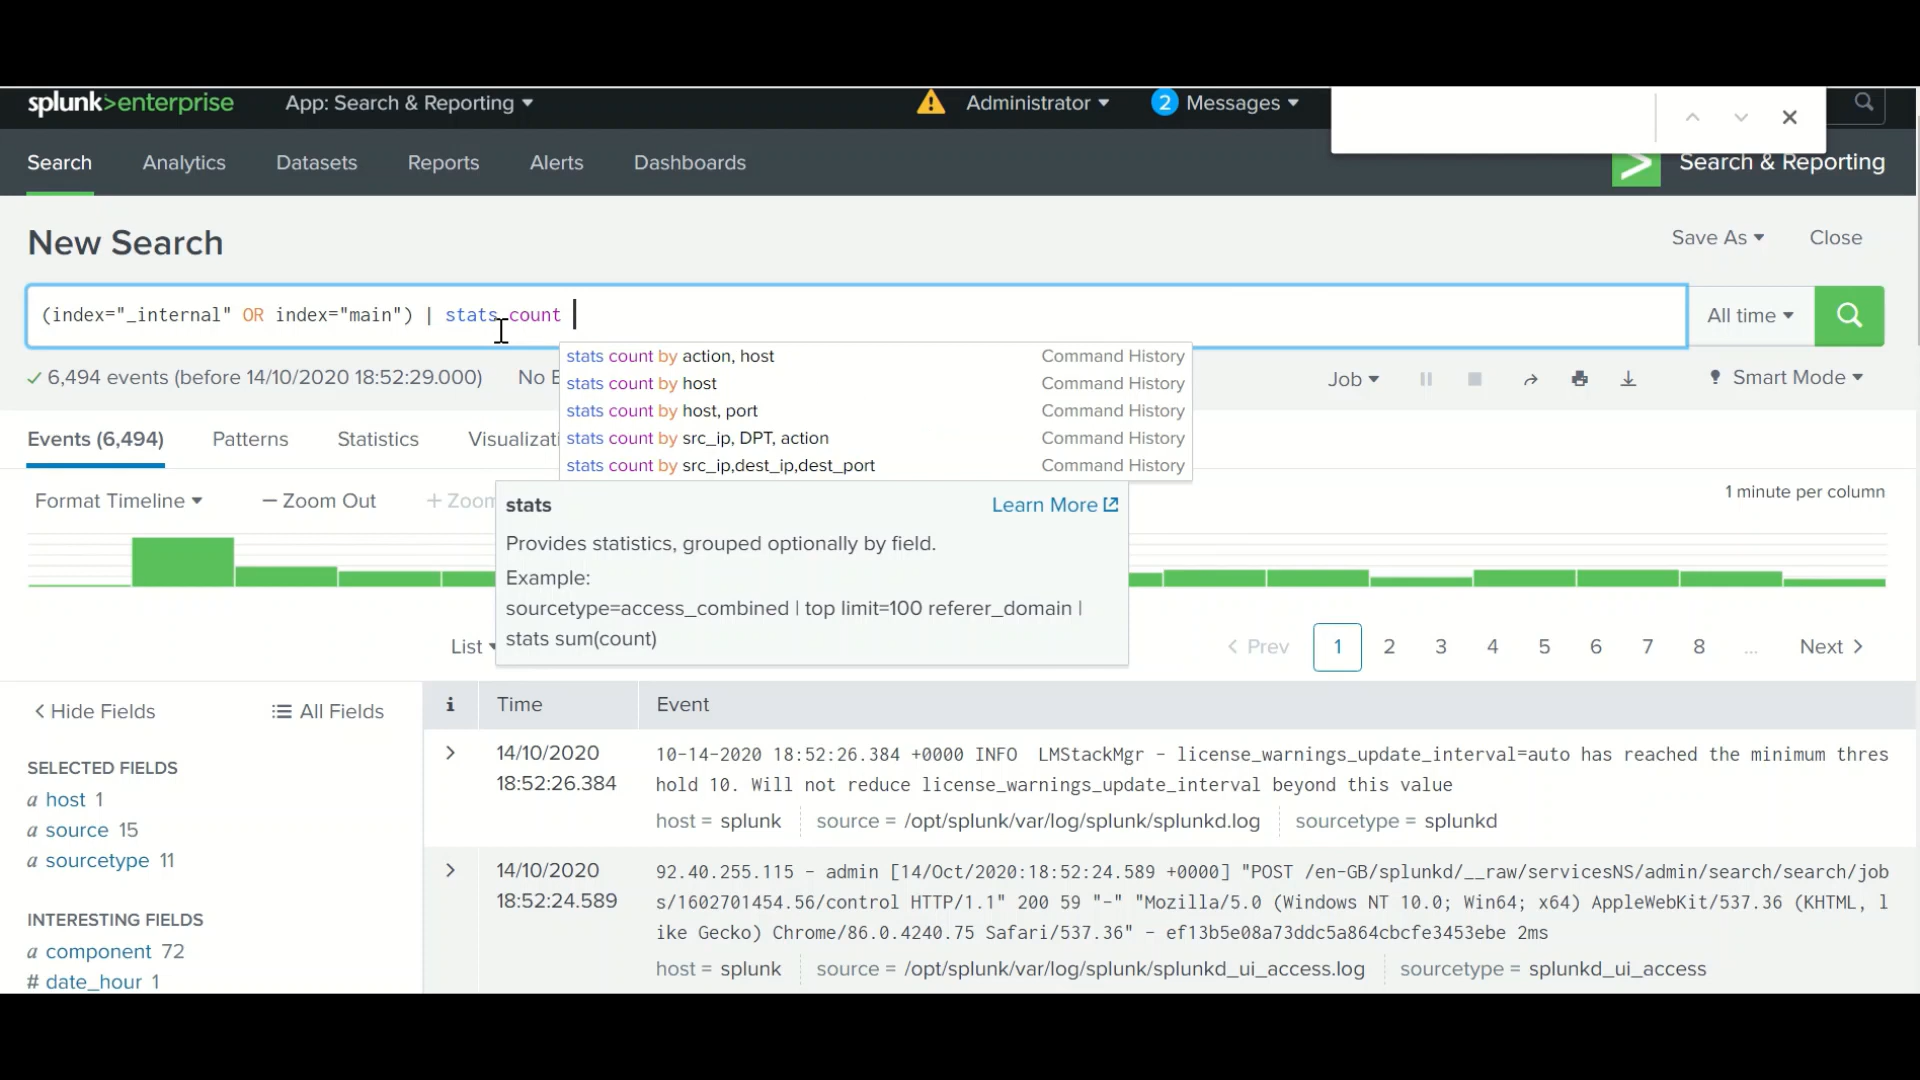 splunk>enterprise App: Search & Reporting Administrator 2 Messages
Search Analytics Datasets Reports Alerts Dashboards Search & Reporting
New Search
Save As Close
(index="_internal" OR index="main") | stats count
All time
stats count by action, host Command History
stats count by host Command History
stats count by host, port Command History
stats count by src_ip, DPT, action Command History
stats count by src_ip,dest_ip,dest_port Command History
6,494 events (before 14/10/2020 18:52:29.000) No E
Job Smart Mode
Events (6,494) Patterns Statistics Visualizati
Format Timeline — Zoom Out + Zoom
1 minute per column
stats Learn More
Provides statistics, grouped optionally by field.
Example:
sourcetype=access_combined | top limit=100 referer_domain |
stats sum(count)
List
< Prev 1 2 3 4 5 6 7 8 ... Next >
< Hide Fields All Fields
SELECTED FIELDS
a host 1
a source 15
a sourcetype 11
INTERESTING FIELDS
a component 72
# date_hour 1
i Time Event
14/10/2020
18:52:26.384
10-14-2020 18:52:26.384 +0000 INFO LMStackMgr - license_warnings_update_interval=auto has reached the minimum thres
hold 10. Will not reduce license_warnings_update_interval beyond this value
host = splunk source = /opt/splunk/var/log/splunk/splunkd.log sourcetype = splunkd
14/10/2020
18:52:24.589
92.40.255.115 - admin [14/Oct/2020:18:52:24.589 +0000] "POST /en-GB/splunkd/__raw/servicesNS/admin/search/search/job
s/1602701454.56/control HTTP/1.1" 200 59 "-" "Mozilla/5.0 (Windows NT 10.0; Win64; x64) AppleWebKit/537.36 (KHTML, l
ike Gecko) Chrome/86.0.4240.75 Safari/537.36" - ef13b5e08a73ddc5a864cbcfe3453ebe 2ms
host = splunk source = /opt/splunk/var/log/splunk/splunkd_ui_access.log sourcetype = splunkd_ui_access